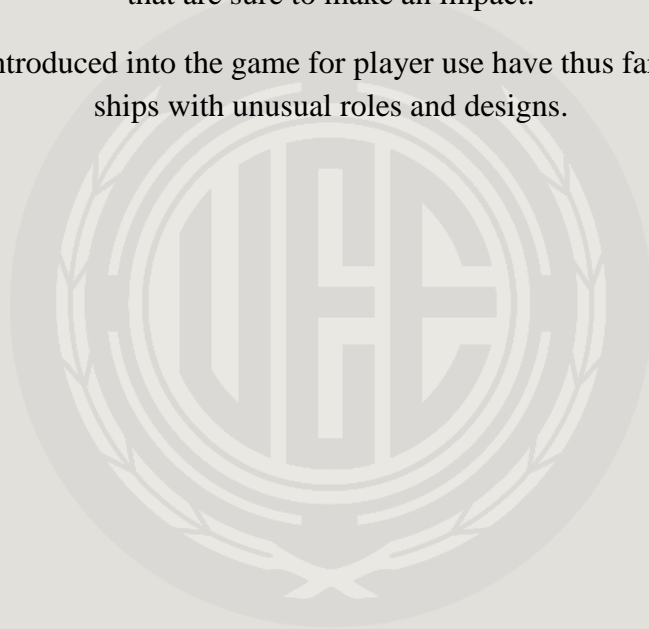 that are sure to make an impact.
ntroduced into the game for player use have thus far
ships with unusual roles and designs.
UEE